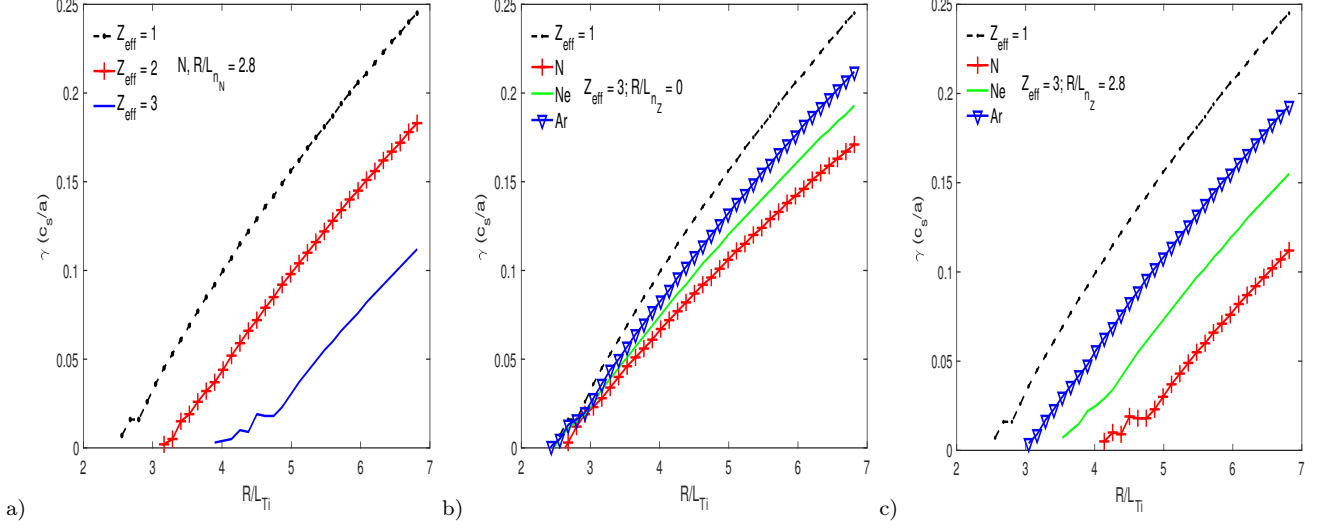 0.25
0.2
0.15
0.1
0.05
0
γ (c_s/a)
Z_eff = 1
Z_eff = 2
Z_eff = 3
N, R/L_n_N = 2.8
2 3 4 5 6 7
R/L_Ti
a)
0.25
0.2
0.15
0.1
0.05
0
γ (c_s/a)
Z_eff = 1
N
Ne
Ar
Z_eff = 3; R/L_n_Z = 0
2 3 4 5 6 7
R/L_Ti
b)
0.25
0.2
0.15
0.1
0.05
0
γ (c_s/a)
Z_eff = 1
N
Ne
Ar
Z_eff = 3; R/L_n_Z = 2.8
2 3 4 5 6 7
R/L_Ti
c)